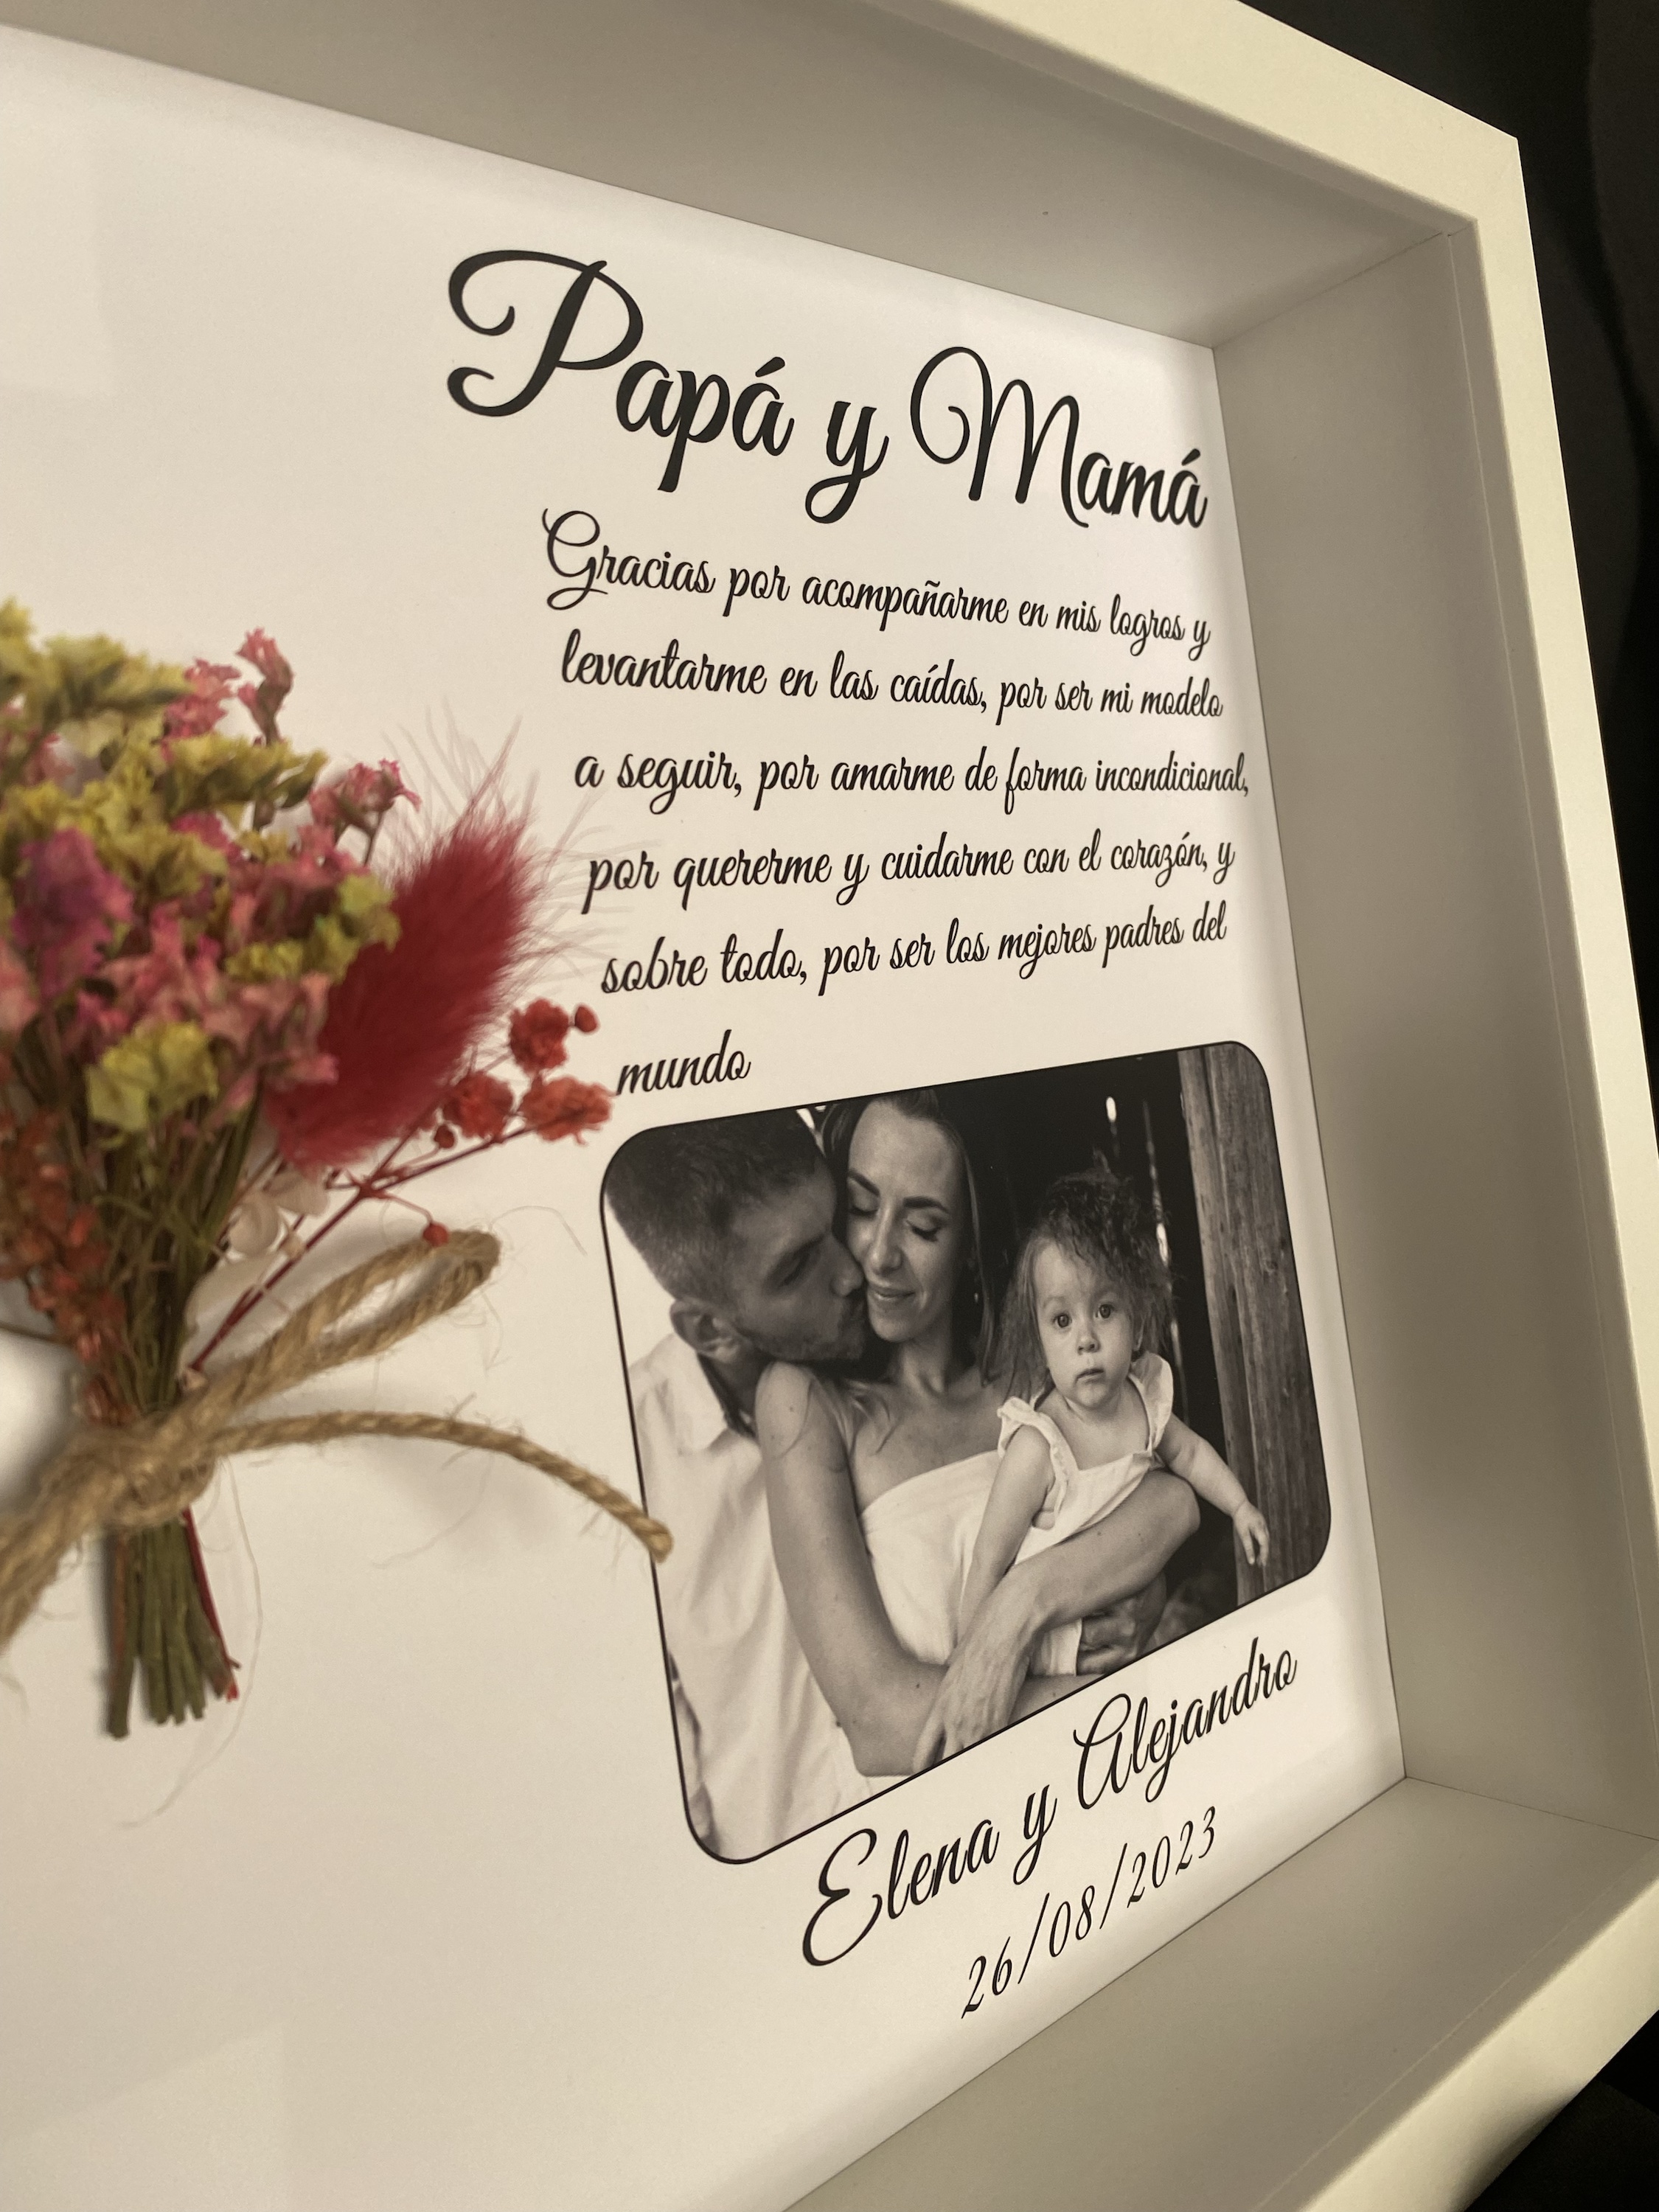 Papá y Mamá
Gracias por acompañarme en mis logros y
levantarme en las caídas, por ser mi modelo
a seguir, por amarme de forma incondicional,
por quererme y cuidarme con el corazón, y
sobre todo, por ser los mejores padres del
mundo
Elena y Alejandro
26/08/2023